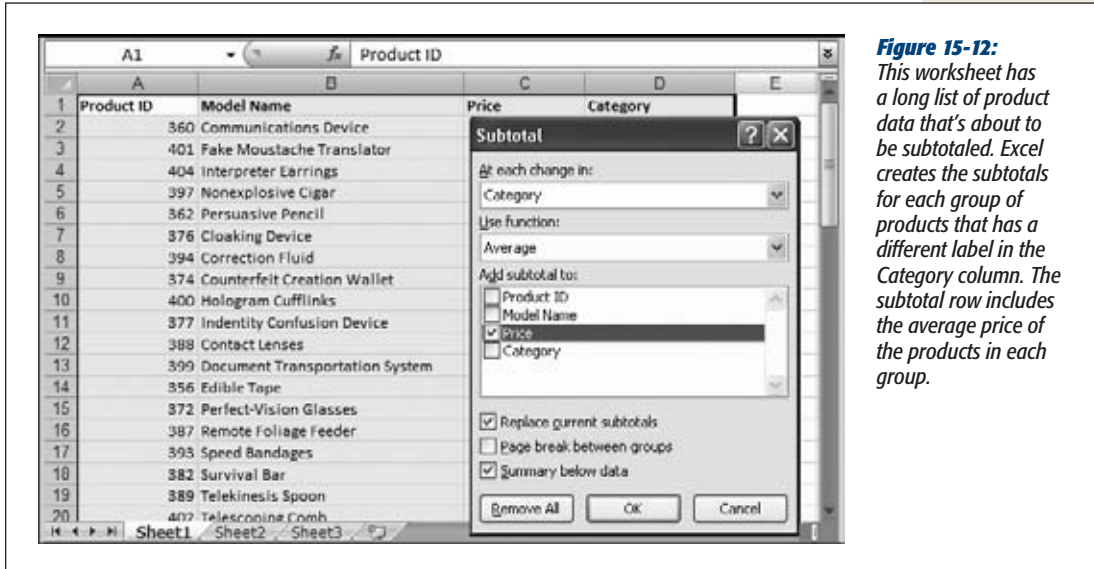 A1 fx Product ID
A B C D E
1 Product ID Model Name Price Category
2 360 Communications Device
3 401 Fake Moustache Translator
4 404 Interpreter Earrings
5 397 Nonexplosive Cigar
6 362 Persuasive Pencil
7 376 Cloaking Device
8 394 Correction Fluid
9 374 Counterfeit Creation Wallet
10 400 Hologram Cufflinks
11 377 Indentity Confusion Device
12 388 Contact Lenses
13 399 Document Transportation System
14 356 Edible Tape
15 372 Perfect-Vision Glasses
16 387 Remote Foliage Feeder
17 393 Speed Bandages
18 382 Survival Bar
19 389 Telekinesis Spoon
20 407 Telescoping Comb
Sheet1 Sheet2 Sheet3
Subtotal
At each change in:
Category
Use function:
Average
Add subtotal to:
Product ID
Model Name
Price
Category
Replace current subtotals
Page break between groups
Summary below data
Remove All OK Cancel
Figure 15-12:
This worksheet has
a long list of product
data that's about to
be subtotaled. Excel
creates the subtotals
for each group of
products that has a
different label in the
Category column. The
subtotal row includes
the average price of
the products in each
group.